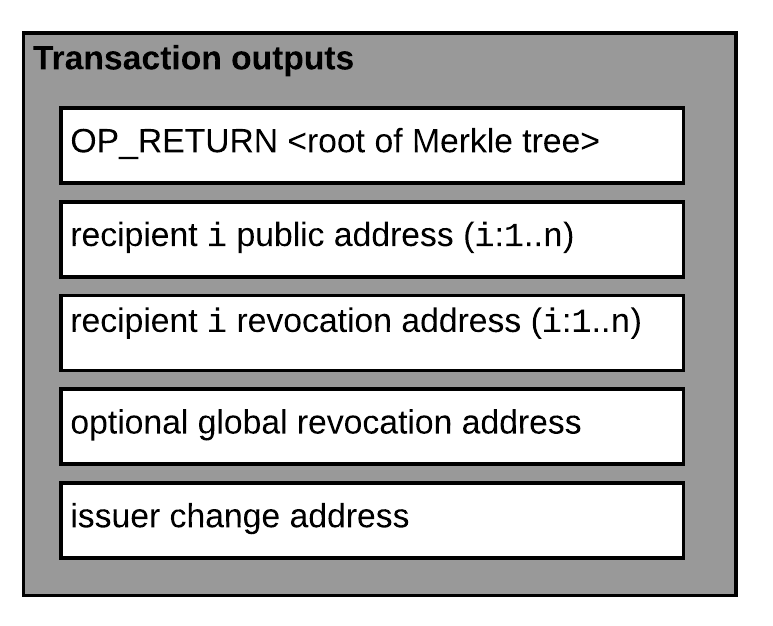 Transaction outputs
OP_RETURN <root of Merkle tree>
recipient i public address (i:1..n)
recipient i revocation address (i:1..n)
optional global revocation address
issuer change address